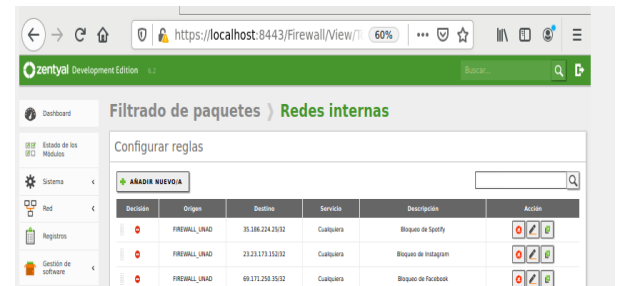 https://localhost:8443/Firewall/View/
60%
zentyal Development Edition 6.2
Buscar...
Dashboard
Estado de los
Módulos
Sistema
Red
Registros
Gestión de
software
Filtrado de paquetes ⟩ Redes internas
Configurar reglas
+ AÑADIR NUEVO/A
Decisión Origen Destino Servicio Descripción Acción
FIREWALL_UNAD 35.186.224.25/32 Cualquiera Bloqueo de Spotify
FIREWALL_UNAD 23.23.173.152/32 Cualquiera Bloqueo de Instagram
FIREWALL_UNAD 69.171.250.35/32 Cualquiera Bloqueo de Facebook